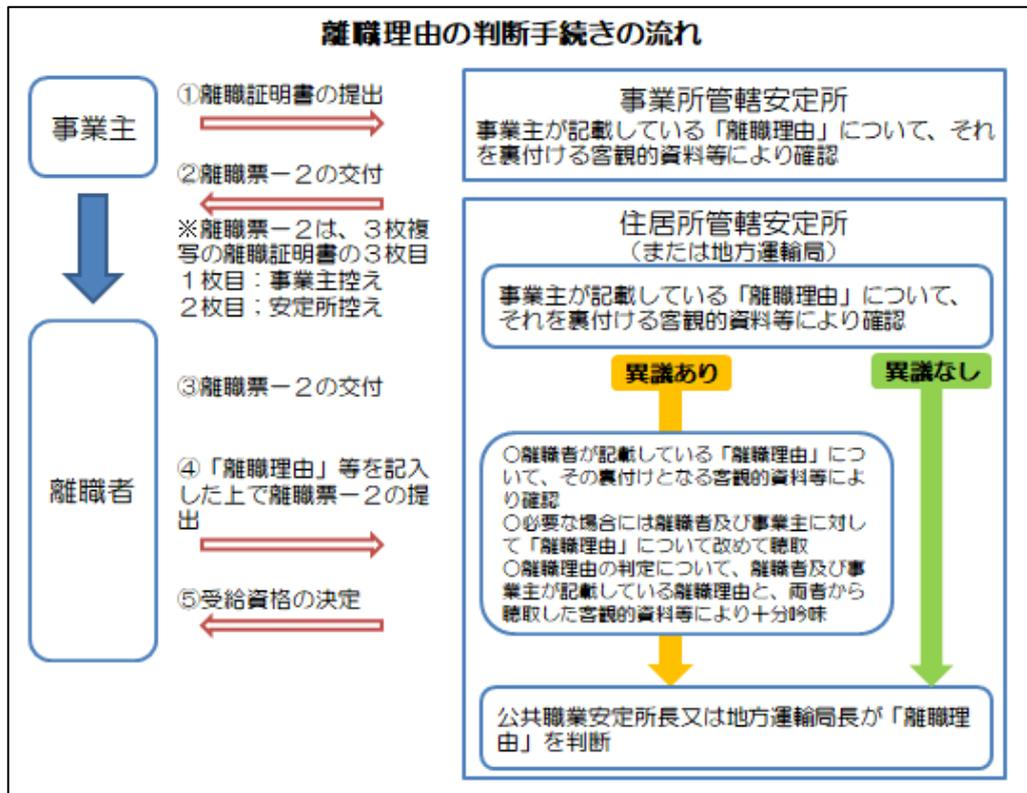 離職理由の判断手続きの流れ
事業主
①離職証明書の提出
②離職票－2の交付
※離職票－2は、3枚複
写の離職証明書の3枚目
1枚目：事業主控え
2枚目；安定所控え
離職者
③離職票－2の交付
④「離職理由」等を記入
した上で離職票－2の提
出
⑤受給資格の決定
事業所管轄安定所
事業主が記載している「離職理由」について、それ
を裏付ける客観的資料等により確認
住居所管轄安定所
（または地方運輸局）
事業主が記載している「離職理由」について、
それを裏付ける客観的資料等により確認
異議あり
異議なし
○離職者が記載している「離職理由」につ
いて、その裏付けとなる客観的資料等によ
り確認
○必要な場合には離職者及び事業主に対し
て「離職理由」について改めて聴取
○離職理由の判定について、離職者及び事
業主が記載している離職理由と、両者から
聴取した客観的資料等により十分吟味
公共職業安定所長又は地方運輸局長が「離職理
由」を判断